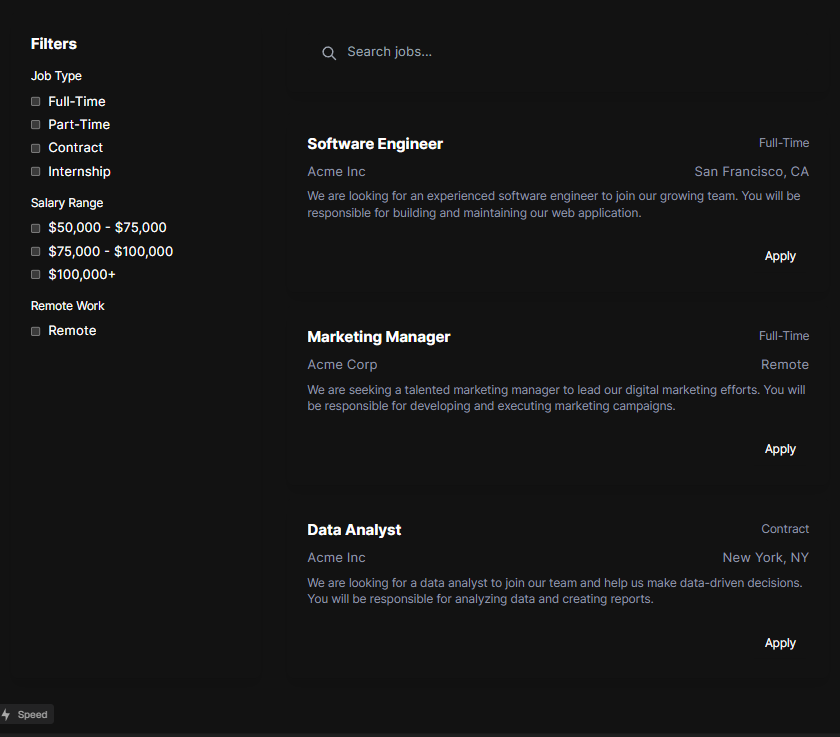 Filters
Job Type
Full-Time
Part-Time
Contract
Internship
Salary Range
$50,000 - $75,000
$75,000 - $100,000
$100,000+
Remote Work
Remote
Search jobs...
Software Engineer
Full-Time
Acme Inc
San Francisco, CA
We are looking for an experienced software engineer to join our growing team. You will be
responsible for building and maintaining our web application.
Apply
Marketing Manager
Full-Time
Acme Corp
Remote
We are seeking a talented marketing manager to lead our digital marketing efforts. You will
be responsible for developing and executing marketing campaigns.
Apply
Data Analyst
Contract
Acme Inc
New York, NY
We are looking for a data analyst to join our team and help us make data-driven decisions.
You will be responsible for analyzing data and creating reports.
Apply
Speed